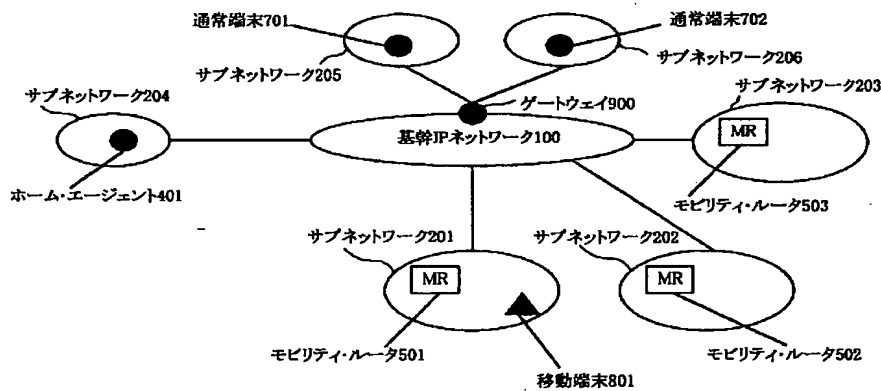 通常端末701
通常端末702
サブネットワーク205
サブネットワーク206
サブネットワーク204
ゲートウェイ900
サブネットワーク203
基幹IPネットワーク100
MR
ホーム・エージェント401
モビリティ・ルータ503
サブネットワーク201
サブネットワーク202
MR
MR
モビリティ・ルータ501
モビリティ・ルータ502
移動端末801